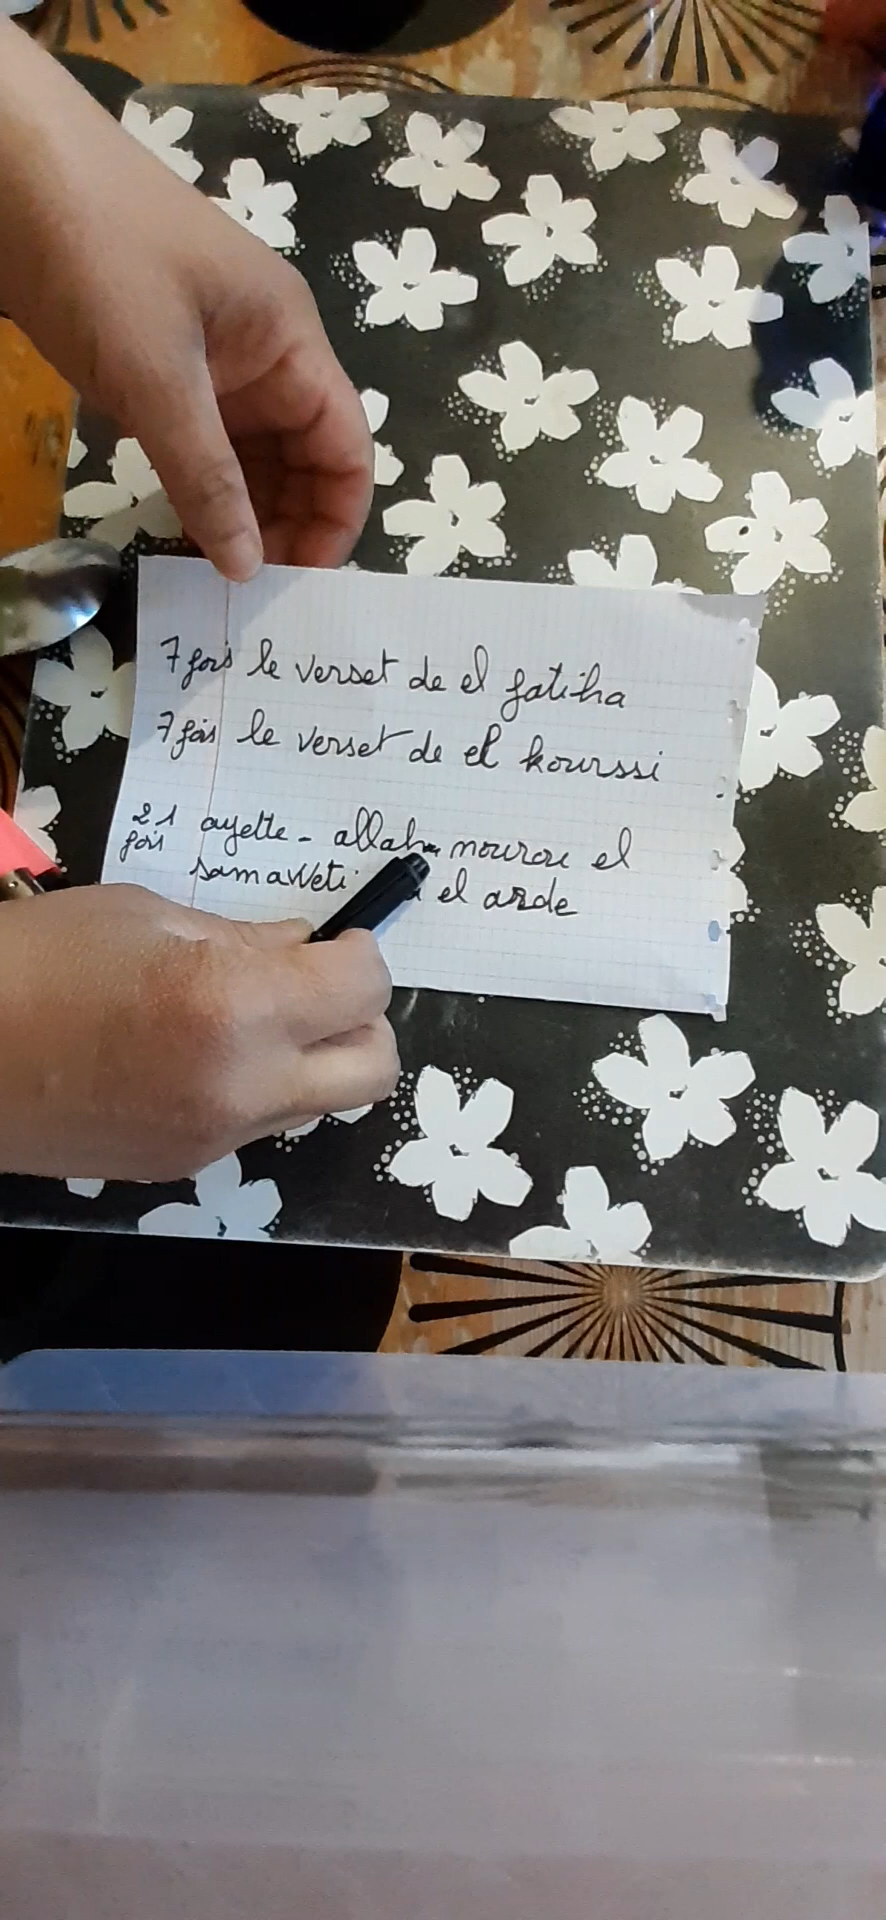 7 fois le verset de el fatiha
7 fois le verset de el kourssi
21 fois ayette - allah nourou el
samaweti el arde